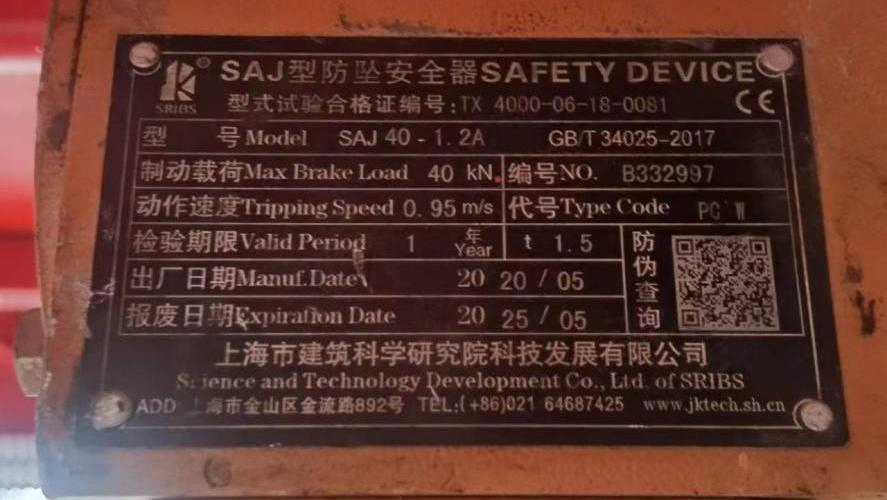 SRIBS ® SAJ型防坠安全器SAFETY DEVICE
型式试验合格证编号:TX 4000-06-18-0081 CE
型 号Model SAJ 40-1.2A GB/T 34025-2017
制动载荷Max Brake Load 40 kN 编号NO. B332997
动作速度Tripping Speed 0.95 m/s 代号Type Code PC W
检验期限Valid Period 1 年Year t 1.5 防伪查询
出厂日期Manuf.Date 20 20 / 05
报废日期Expiration Date 20 25 / 05
上海市建筑科学研究院科技发展有限公司
Science and Technology Development Co., Ltd. of SRIBS
ADD 上海市金山区金流路892号 TEL:(+86)021 64687425 www.jktech.sh.cn